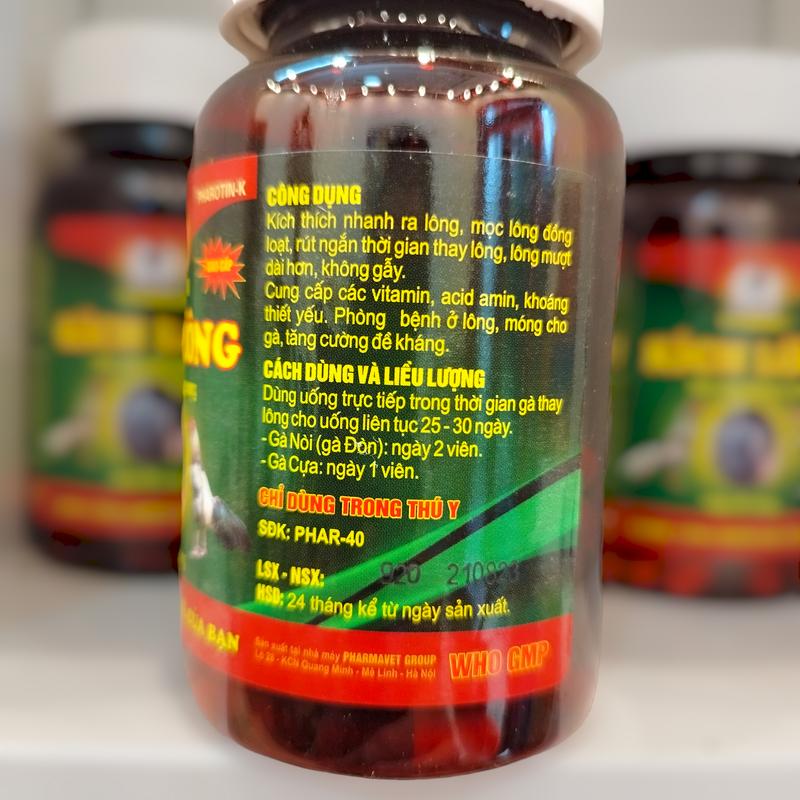 PHAROTIN-K
CÔNG DỤNG
Kích thích nhanh ra lông, mọc lông đồng
loạt, rút ngắn thời gian thay lông, lông mượt
dài hơn, không gẫy.
Cung cấp các vitamin, acid amin, khoáng
thiết yếu. Phòng bệnh ở lông, móng cho
gà, tăng cường đề kháng.
CÁCH DÙNG VÀ LIỀU LƯỢNG
Dùng uống trực tiếp trong thời gian gà thay
lông cho uống liên tục 25 - 30 ngày.
- Gà Nòi (gà Đòn): ngày 2 viên.
- Gà Cựa: ngày 1 viên.
CHỈ DÙNG TRONG THÚ Y
SĐK: PHAR-40
LSX - NSX: 920
HSD: 24 tháng kể từ ngày sản xuất.
BẠN
Sản xuất tại nhà máy PHARMAVET GROUP
Lô 28 - KCN Quang Minh - Mê Linh - Hà Nội
WHO GMP